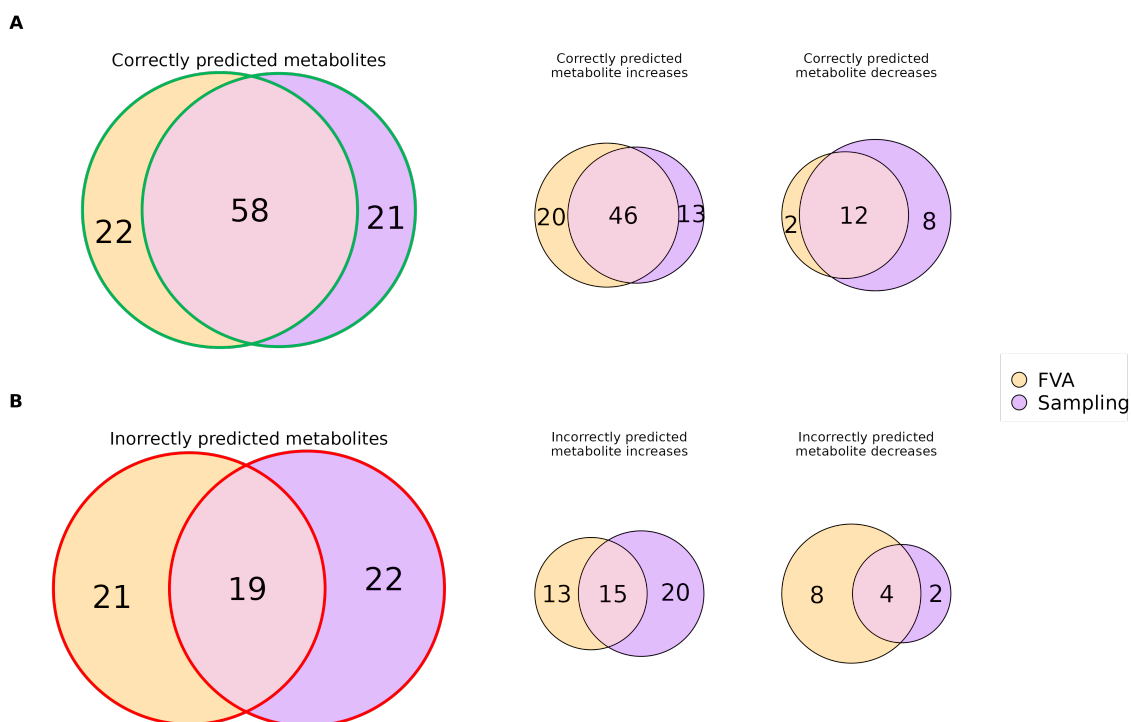 A
Correctly predicted metabolites
22
58
21
Correctly predicted
metabolite increases
20
46
13
Correctly predicted
metabolite decreases
2
12
8
FVA
Sampling
B
Inorrectly predicted metabolites
21
19
22
Incorrectly predicted
metabolite increases
13
15
20
Incorrectly predicted
metabolite decreases
8
4
2